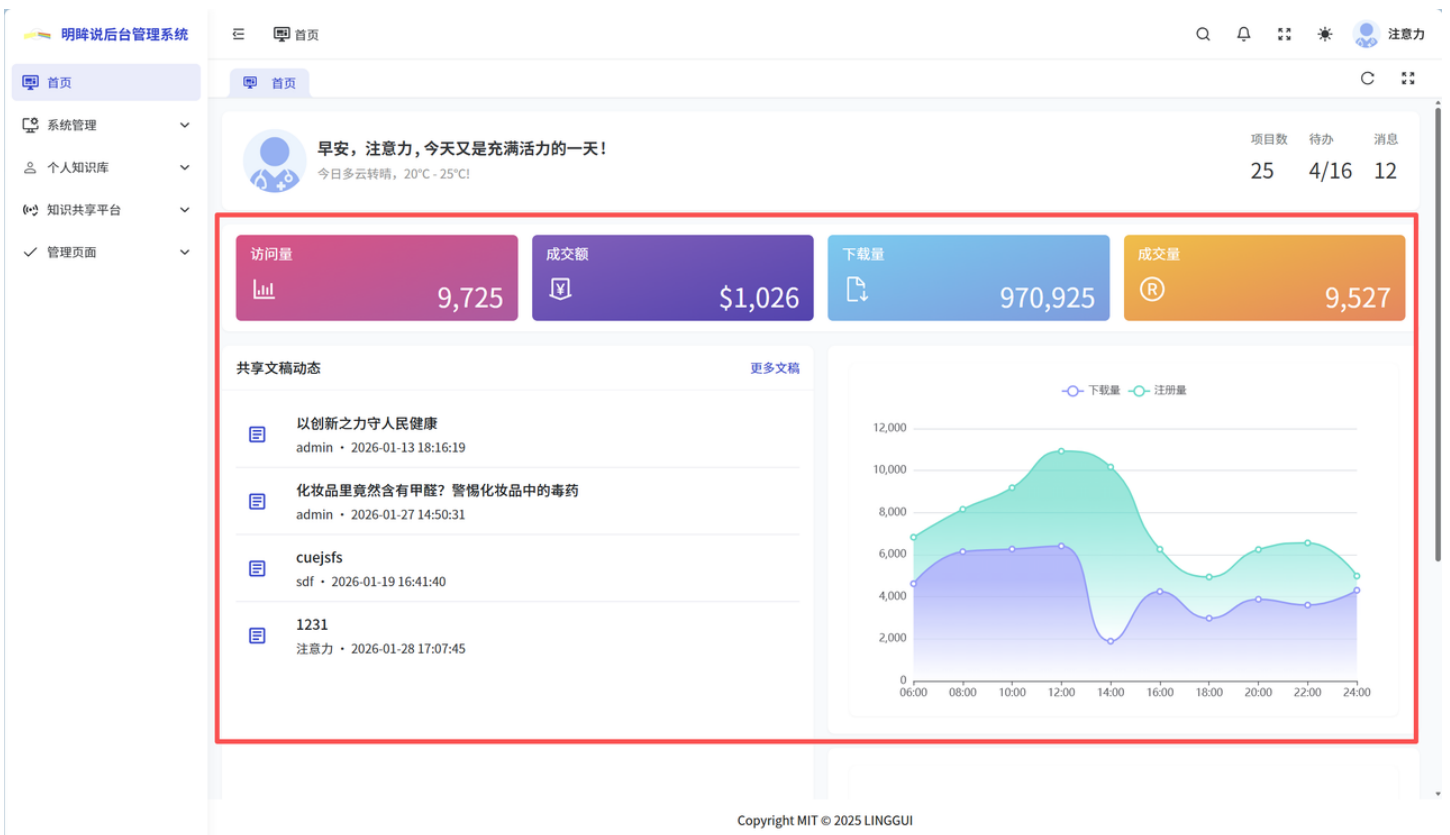 明眸说后台管理系统
首页
注意力
首页
首页
系统管理
个人知识库
知识共享平台
管理页面
早安，注意力, 今天又是充满活力的一天！
今日多云转晴，20℃ - 25℃!
项目数 待办 消息
25 4/16 12
访问量
9,725
成交额
$1,026
下载量
970,925
成交量
9,527
共享文稿动态 更多文稿
以创新之力守人民健康
admin • 2026-01-13 18:16:19
化妆品里竟然含有甲醛？警惕化妆品中的毒药
admin • 2026-01-27 14:50:31
cuejsfs
sdf • 2026-01-19 16:41:40
1231
注意力 • 2026-01-28 17:07:45
下载量 注册量
12,000
10,000
8,000
6,000
4,000
2,000
0
06:00 08:00 10:00 12:00 14:00 16:00 18:00 20:00 22:00 24:00
Copyright MIT © 2025 LINGGUI